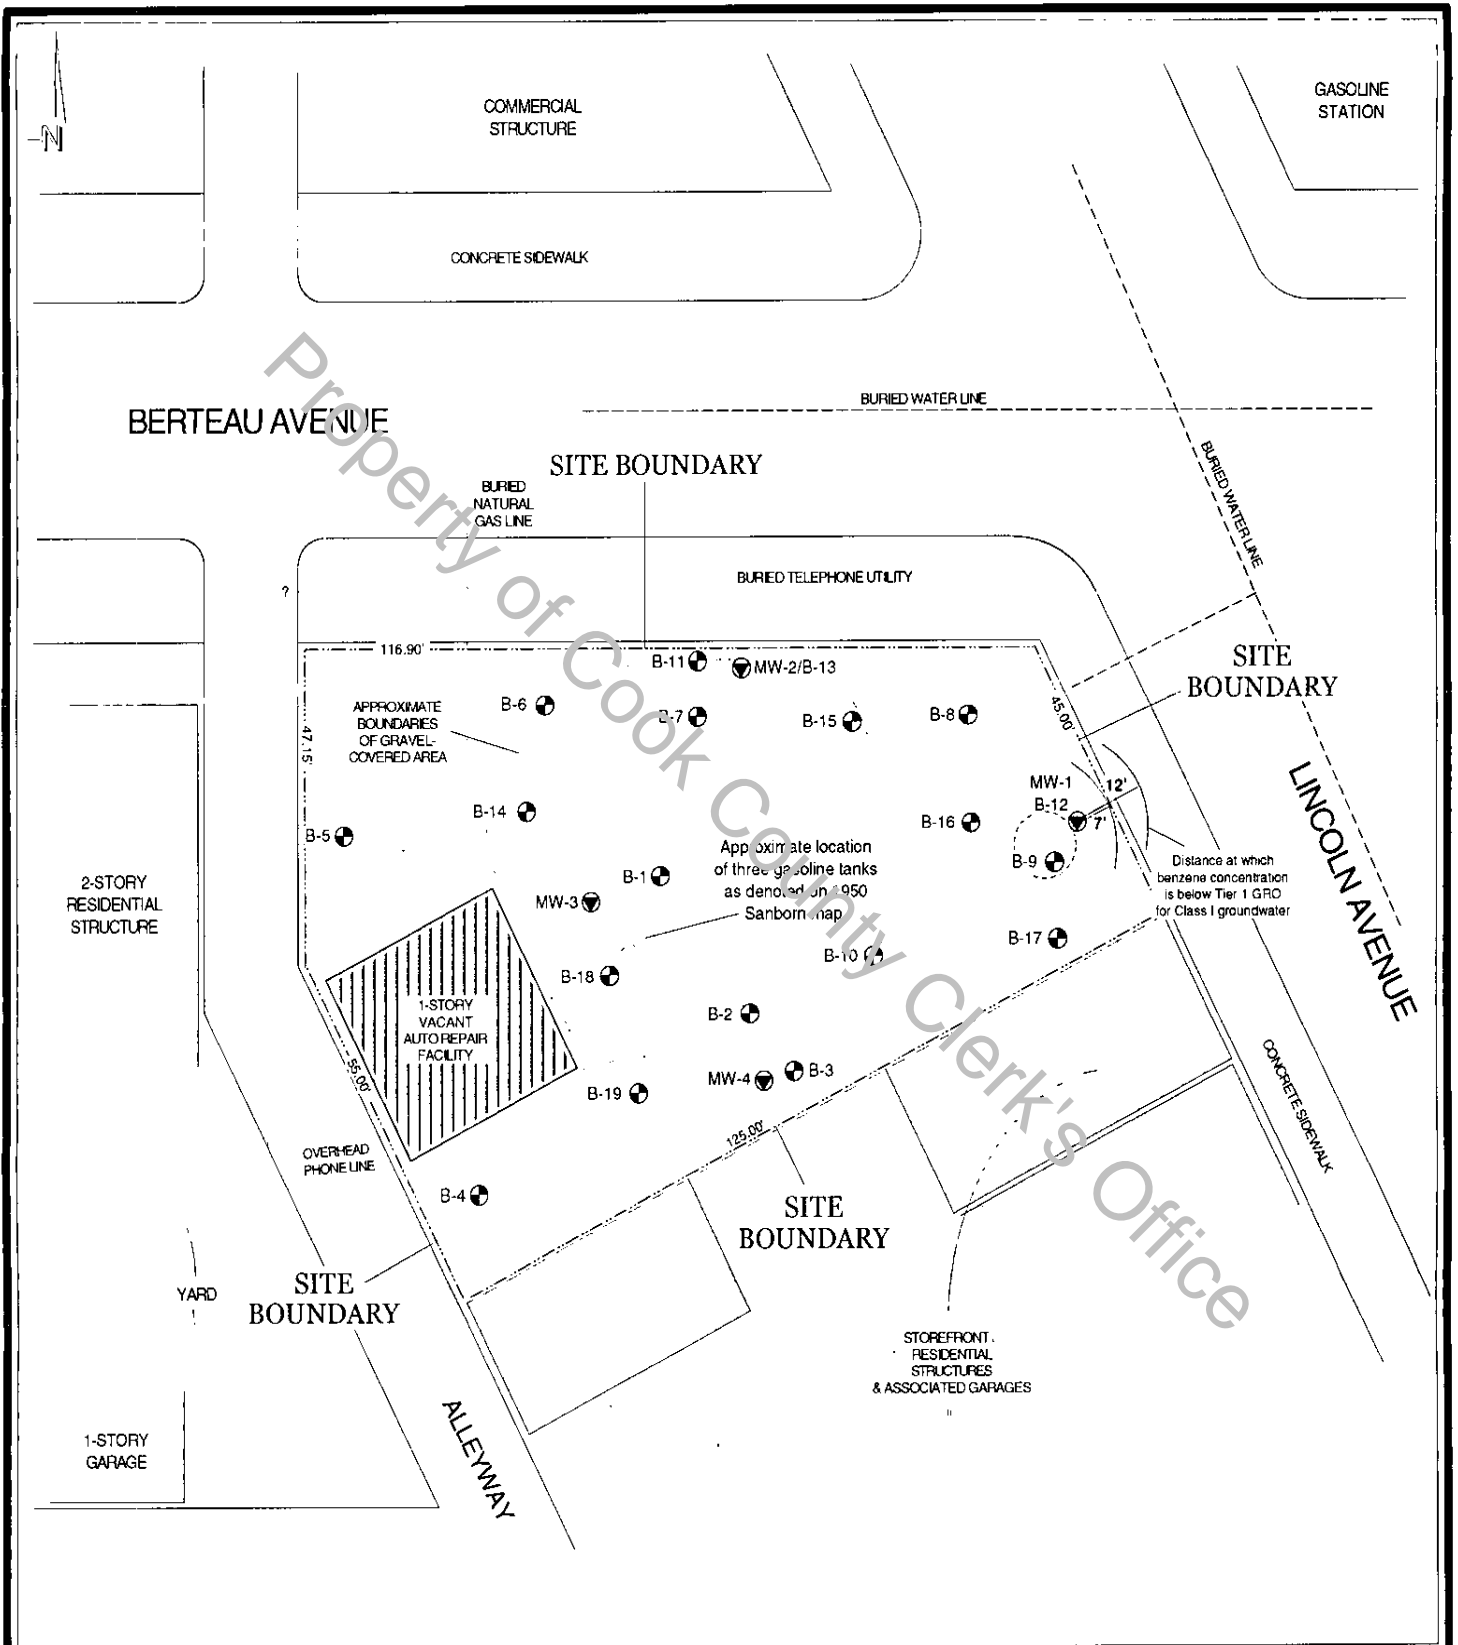 COMMERCIAL
STRUCTURE
GASOLINE
STATION
N
CONCRETE SIDEWALK
BERTEAU AVENUE
BURIED WATER LINE
SITE BOUNDARY
BURIED
NATURAL
GAS LINE
BURIED WATER LINE
BURIED TELEPHONE UTILITY
?
116.90'
B-11
MW-2/B-13
SITE
BOUNDARY
APPROXIMATE
BOUNDARIES
OF GRAVEL-
COVERED AREA
B-6
B-7
B-15
B-8
45.00'
47.15'
MW-1
B-12
12'
7'
B-14
B-5
B-16
B-9
LINCOLN AVENUE
Approximate location
of three gasoline tanks
as denoted on 1950
Sanborn map
Distance at which
benzene concentration
is below Tier 1 GRO
for Class I groundwater
2-STORY
RESIDENTIAL
STRUCTURE
B-1
MW-3
B-17
B-10
B-18
1-STORY
VACANT
AUTO REPAIR
FACILITY
B-2
55.00'
MW-4
B-3
B-19
CONCRETE SIDEWALK
125.00'
OVERHEAD
PHONE LINE
B-4
SITE
BOUNDARY
YARD
SITE
BOUNDARY
STOREFRONT
RESIDENTIAL
STRUCTURES
& ASSOCIATED GARAGES
ALLEYWAY
1-STORY
GARAGE
Property of Cook County Clerk's Office